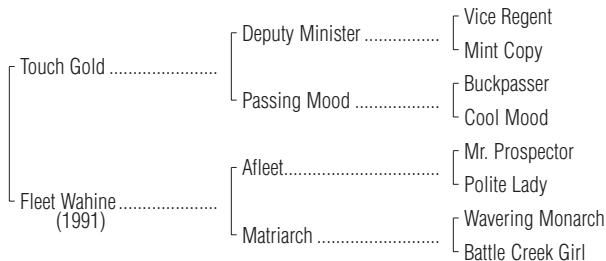 Vice Regent
Deputy Minister ................
Mint Copy
Touch Gold .......................
Buckpasser
Passing Mood ..................
Cool Mood
Mr. Prospector
Afleet.................................
Polite Lady
Fleet Wahine .....................
(1991)
Wavering Monarch
Matriarch ..........................
Battle Creek Girl